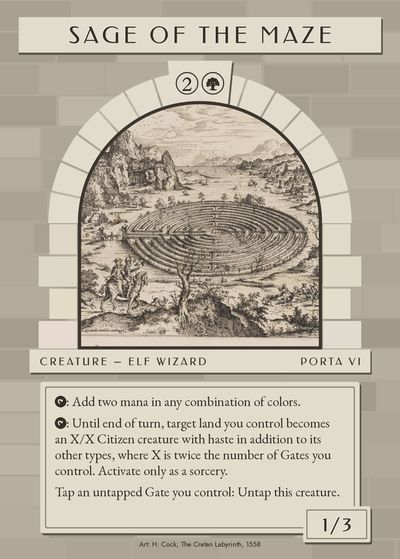 SAGE OF THE MAZE
2
CREATURE – ELF WIZARD PORTA VI
: Add two mana in any combination of colors.
: Until end of turn, target land you control becomes
an X/X Citizen creature with haste in addition to its
other types, where X is twice the number of Gates you
control. Activate only as a sorcery.
Tap an untapped Gate you control: Untap this creature.
1/3
Art: H. Cock, The Cretan Labyrinth, 1558